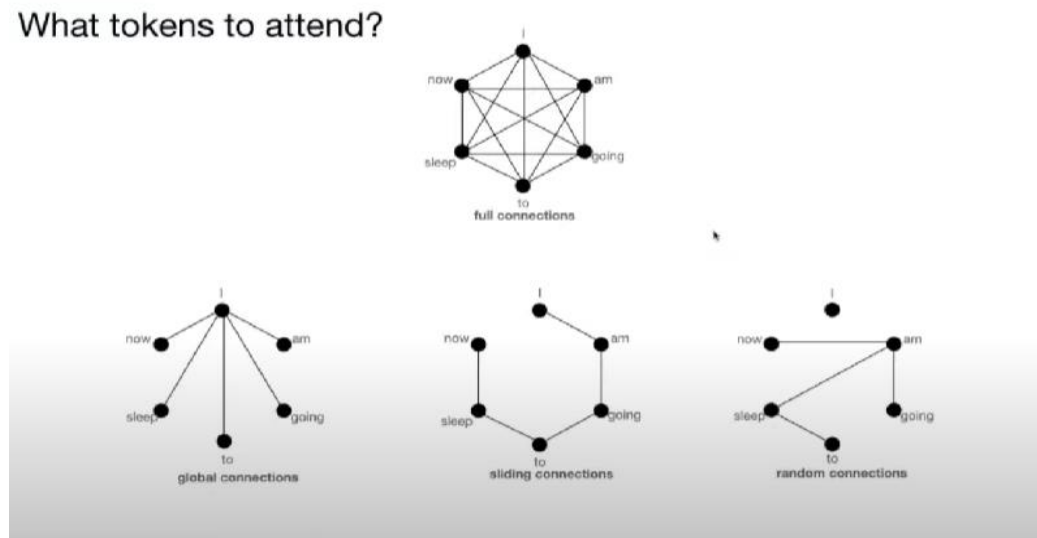 What tokens to attend?
I
now
am
sleep
going
to
full connections
I
now
am
sleep
going
to
global connections
I
now
am
sleep
going
to
sliding connections
I
now
am
sleep
going
to
random connections